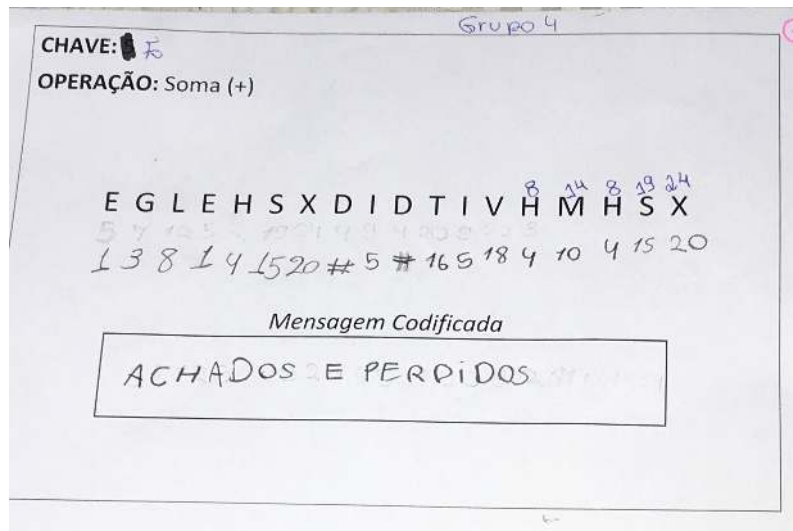 Grupo 4
CHAVE:
OPERAÇÃO: Soma (+)
8 14 8 19 24
E G L E H S X D I D T I V H M H S X
1 3 8 1 4 15 20 # 5 # 16 5 18 4 10 4 15 20
Mensagem Codificada
ACHADOS E PERDIDOS